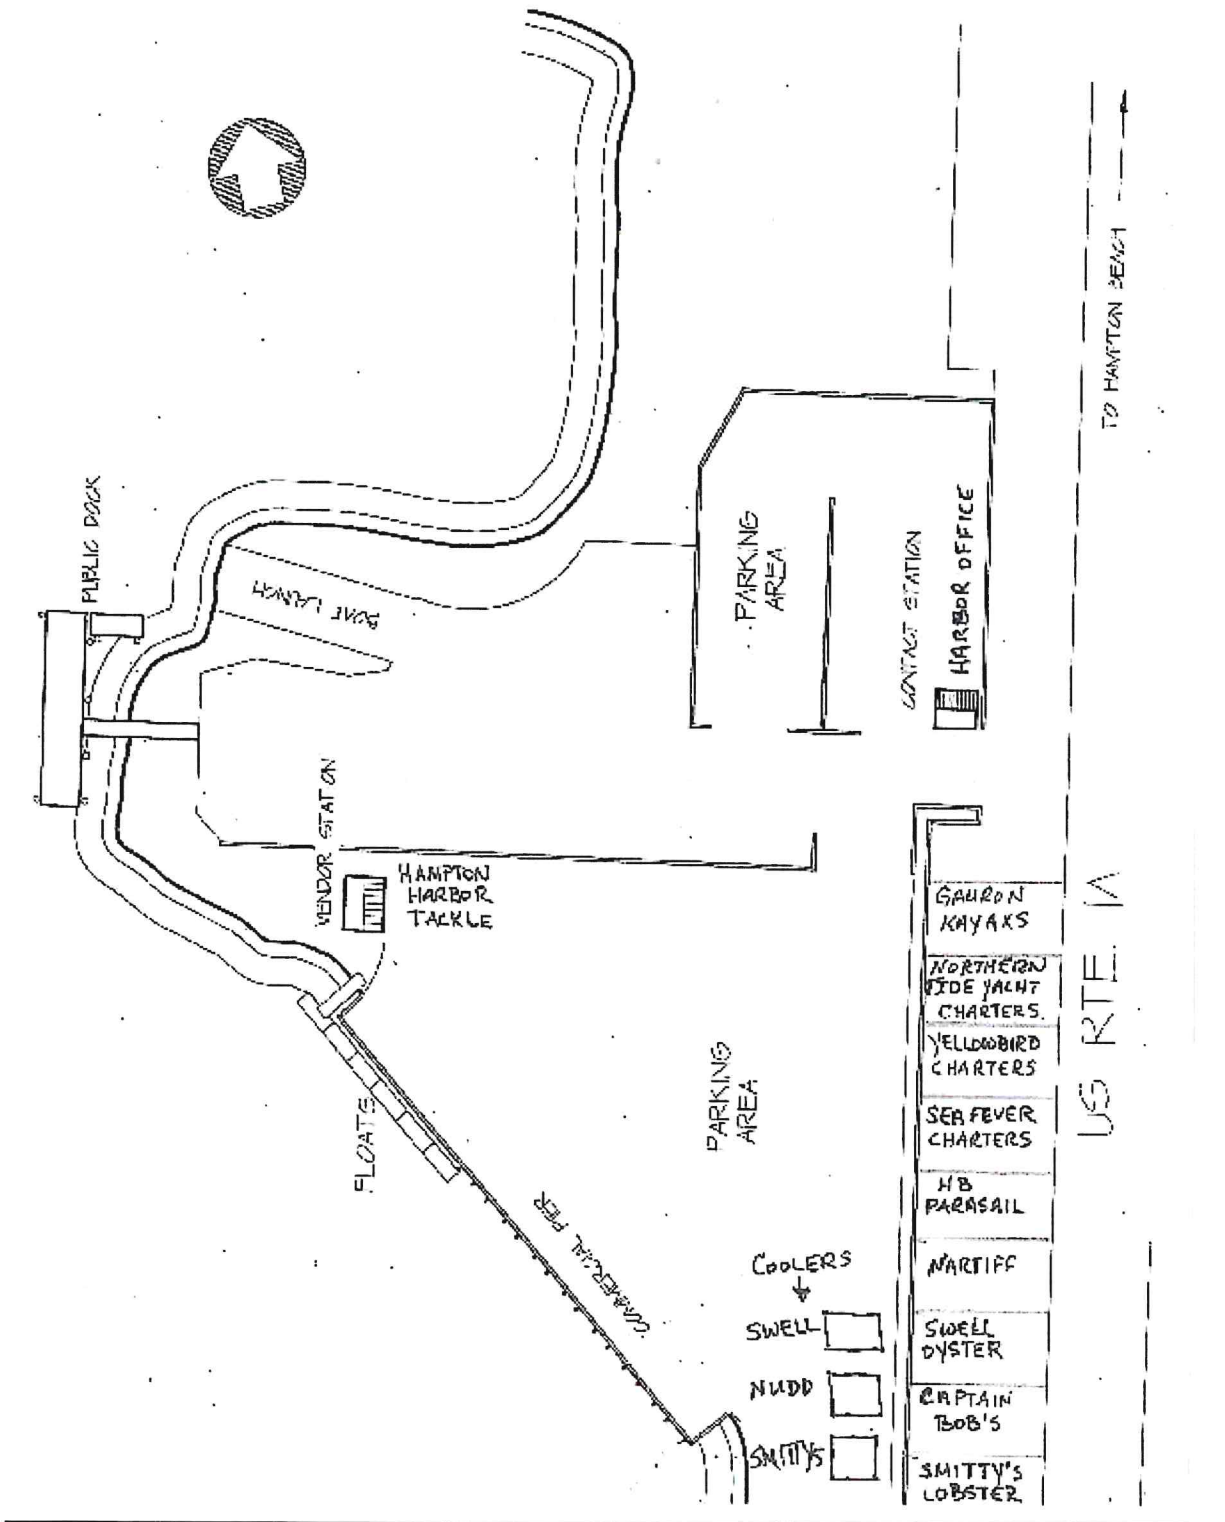 TO HAMPTON BEACH
PUBLIC DOCK
BOAT LAUNCH
PARKING
AREA
CONTACT STATION
HARBOR OFFICE
VENDOR STATION
HAMPTON
HARBOR
TACKLE
FLOATS
COMMERCIAL PIER
PARKING
AREA
US RTE 1A
GAURON
KAYAKS
NORTHERN
TIDE YACHT
CHARTERS.
YELLOWBIRD
CHARTERS
SEA FEVER
CHARTERS
HB
PARASAIL
NARTIFF
SWELL
OYSTER
CAPTAIN
BOB'S
SMITTY'S
LOBSTER
COOLERS
SWELL
NUDD
SMITTYS